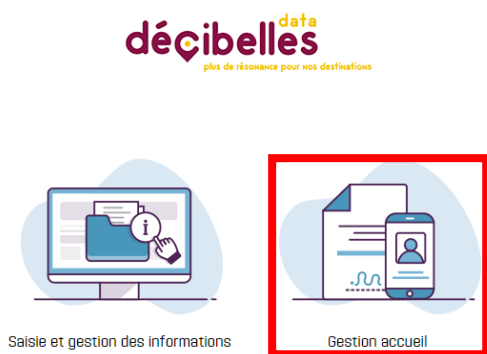 data
décibelles
plus de résonance pour nos destinations
i
Saisie et gestion des informations
Gestion accueil